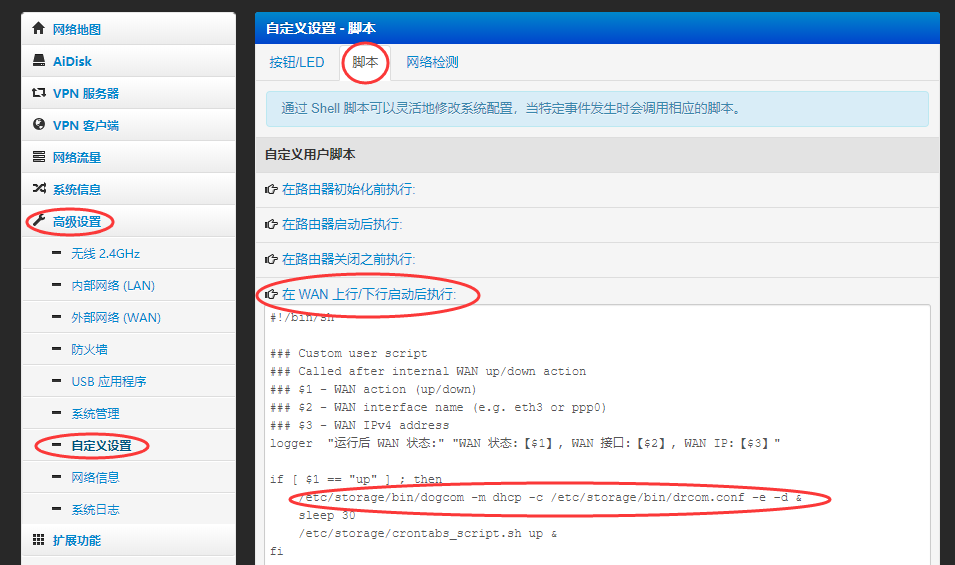 网络地图
AiDisk
VPN 服务器
VPN 客户端
网络流量
系统信息
高级设置
无线 2.4GHz
内部网络 (LAN)
外部网络 (WAN)
防火墙
USB 应用程序
系统管理
自定义设置
网络信息
系统日志
扩展功能
自定义设置 - 脚本
按钮/LED 脚本 网络检测
通过 Shell 脚本可以灵活地修改系统配置，当特定事件发生时会调用相应的脚本。
自定义用户脚本
在路由器初始化前执行:
在路由器启动后执行:
在路由器关闭之前执行:
在 WAN 上行/下行启动后执行:
#!/bin/sh
### Custom user script
### Called after internal WAN up/down action
### $1 - WAN action (up/down)
### $2 - WAN interface name (e.g. eth3 or ppp0)
### $3 - WAN IPv4 address
logger  "运行后 WAN 状态:" "WAN 状态:【$1】, WAN 接口:【$2】, WAN IP:【$3】"
if [ $1 == "up" ] ; then
/etc/storage/bin/dogcom -m dhcp -c /etc/storage/bin/drcom.conf -e -d &
sleep 30
/etc/storage/crontabs_script.sh up &
fi